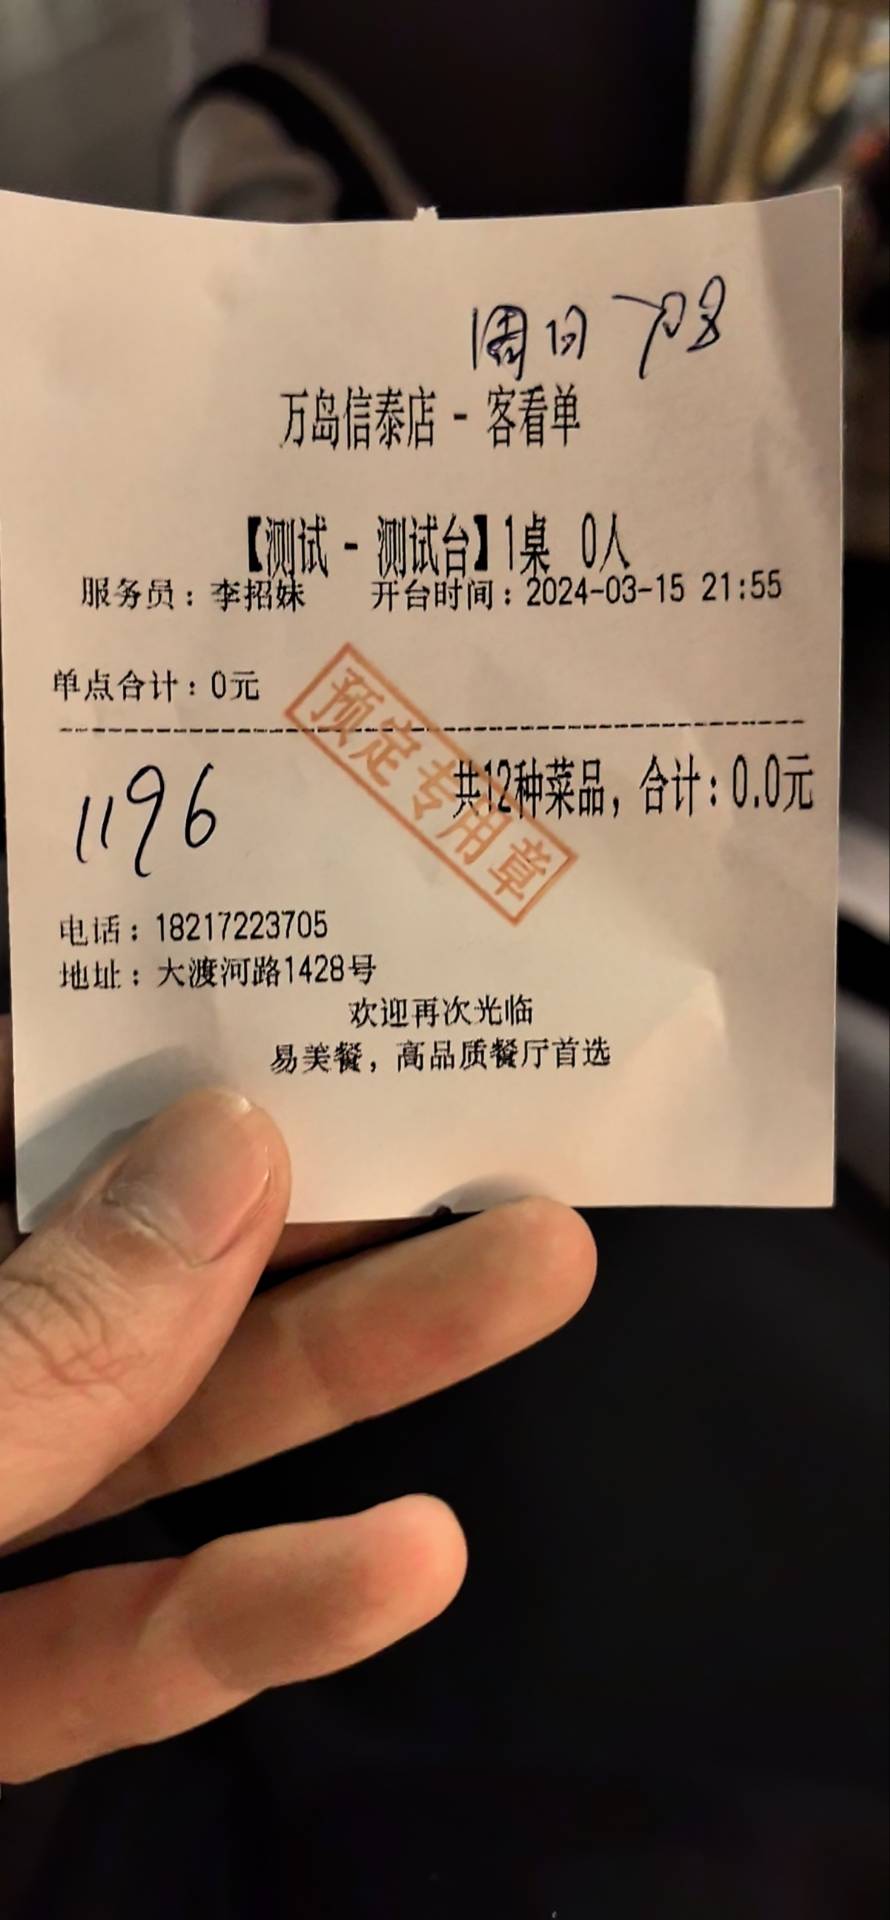 周日 708
万岛信泰店 - 客看单
【测试 - 测试台】1桌 0人
服务员：李招妹 开台时间：2024-03-15 21:55
单点合计：0元
预定专用章
共12种菜品，合计：0.0元
1196
电话：18217223705
地址：大渡河路1428号
欢迎再次光临
易美餐，高品质餐厅首选